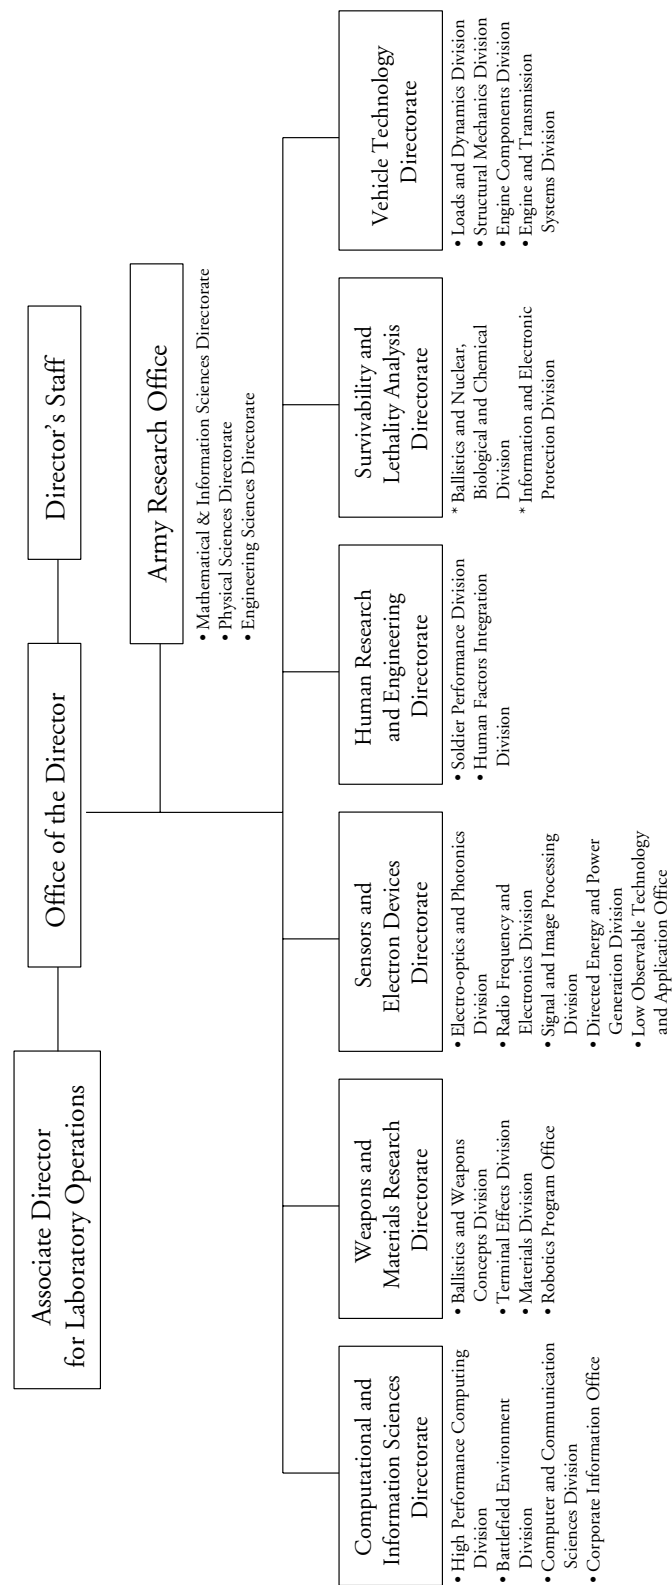 Associate Director
for Laboratory Operations
Office of the Director
Director’s Staff
Army Research Office
• Mathematical & Information Sciences Directorate
• Physical Sciences Directorate
• Engineering Sciences Directorate
Computational and
Information Sciences
Directorate
• High Performance Computing
Division
• Battlefield Environment
Division
• Computer and Communication
Sciences Division
• Corporate Information Office
Weapons and
Materials Research
Directorate
• Ballistics and Weapons
Concepts Division
• Terminal Effects Division
• Materials Division
• Robotics Program Office
Sensors and
Electron Devices
Directorate
• Electro-optics and Photonics
Division
• Radio Frequency and
Electronics Division
• Signal and Image Processing
Division
• Directed Energy and Power
Generation Division
• Low Observable Technology
and Application Office
Human Research
and Engineering
Directorate
• Soldier Performance Division
• Human Factors Integration
Division
Survivability and
Lethality Analysis
Directorate
* Ballistics and Nuclear,
Biological and Chemical
Division
* Information and Electronic
Protection Division
Vehicle Technology
Directorate
• Loads and Dynamics Division
• Structural Mechanics Division
• Engine Components Division
• Engine and Transmission
Systems Division